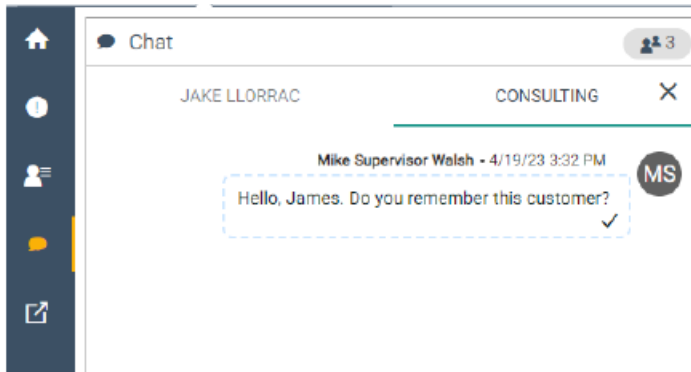 Chat
3
JAKE LLORRAC
CONSULTING
Mike Supervisor Walsh - 4/19/23 3:32 PM
MS
Hello, James. Do you remember this customer?